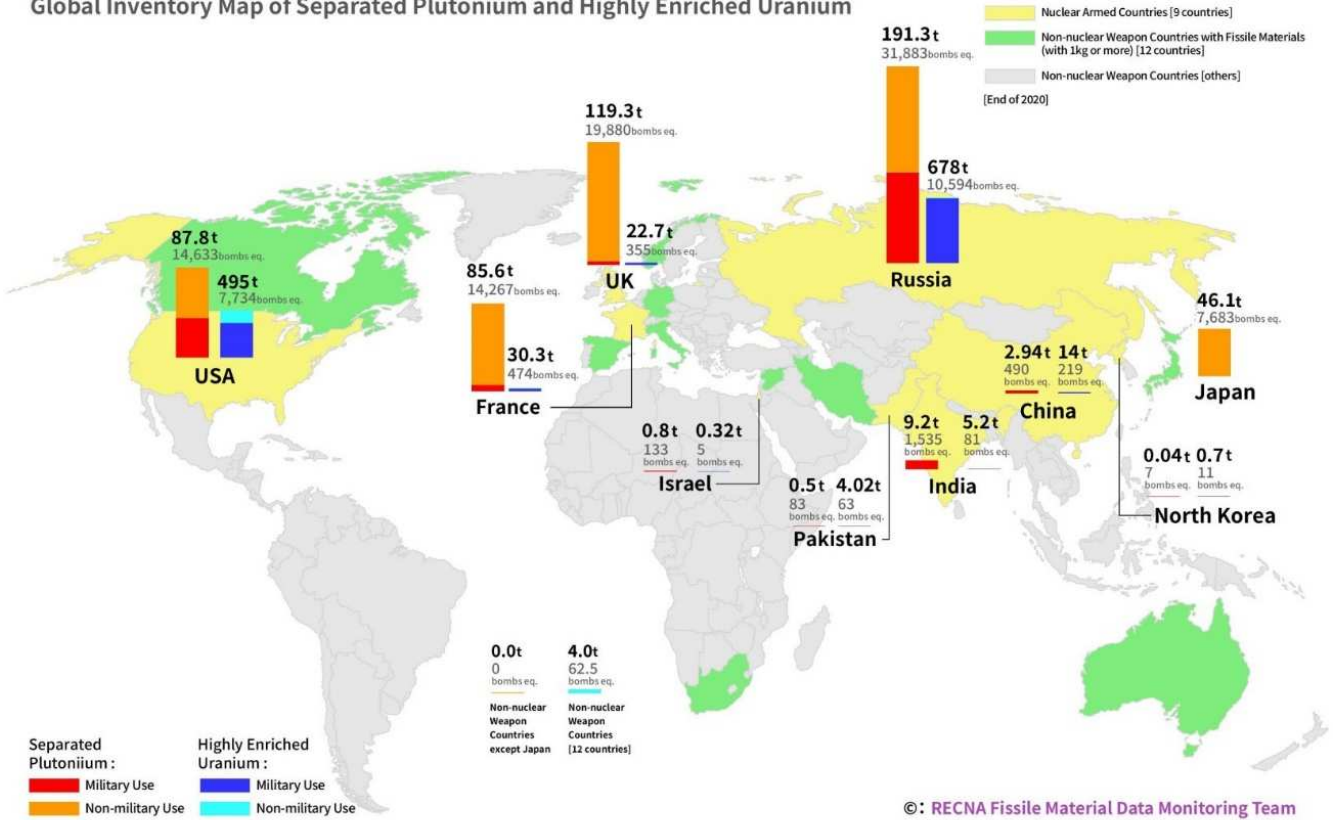 Global Inventory Map of Separated Plutonium and Highly Enriched Uranium
Nuclear Armed Countries [9 countries]
Non-nuclear Weapon Countries with Fissile Materials
(with 1kg or more) [12 countries]
Non-nuclear Weapon Countries [others]
[End of 2020]
191.3t
31,883bombs eq.
678t
10,594bombs eq.
Russia
119.3t
19,880bombs eq.
22.7t
355bombs eq.
UK
87.8t
14,633bombs eq.
495t
7,734bombs eq.
USA
85.6t
14,267bombs eq.
30.3t
474bombs eq.
France
46.1t
7,683bombs eq.
Japan
2.94t 14t
490 219
bombs eq. bombs eq.
China
9.2t 5.2t
1,535 81
bombs eq. bombs eq.
India
0.8t 0.32t
133 5
bombs eq. bombs eq.
Israel
0.5t 4.02t
83 63
bombs eq. bombs eq.
Pakistan
0.04t 0.7t
7 11
bombs eq. bombs eq.
North Korea
0.0t 4.0t
0 62.5
bombs eq. bombs eq.
Non-nuclear Non-nuclear
Weapon Weapon
Countries Countries
except Japan [12 countries]
Separated Highly Enriched
Plutoniium : Uranium :
Military Use Military Use
Non-military Use Non-military Use
©: RECNA Fissile Material Data Monitoring Team